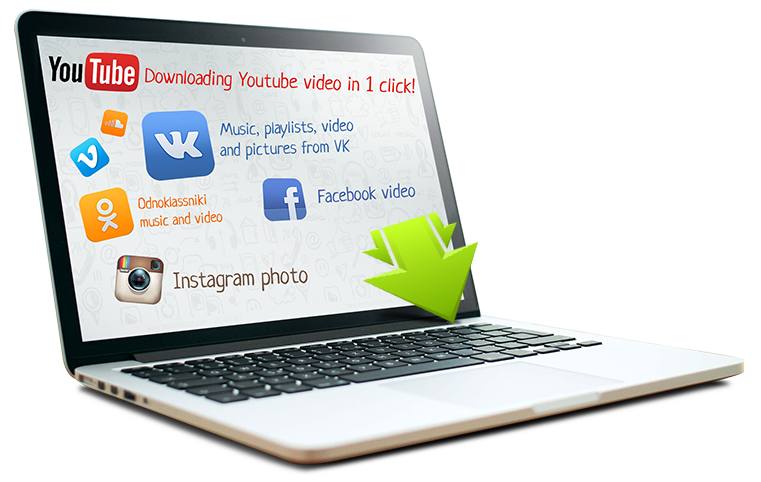 YouTube Downloading Youtube video in 1 click!
Music, playlists, video
and pictures from VK
Odnoklassniki
music and video
Facebook video
Instagram photo